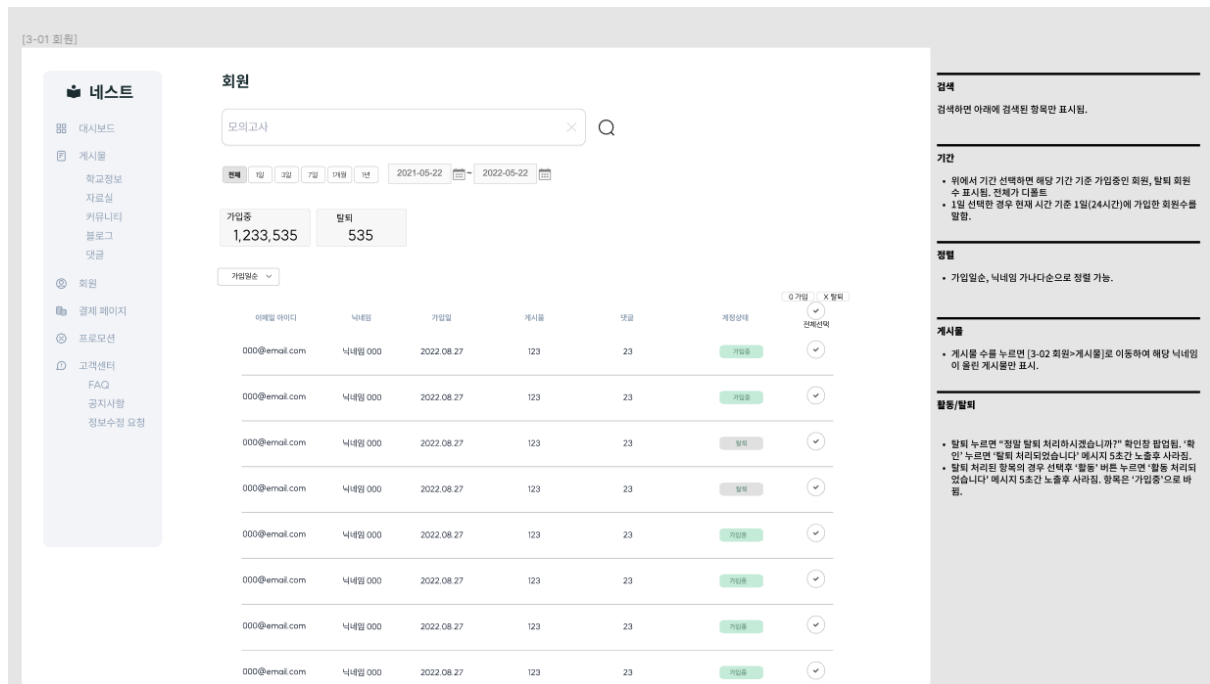 [3-01 회원]
네스트
대시보드
게시물
학교정보
자료실
커뮤니티
블로그
댓글
회원
결제 페이지
프로모션
고객센터
FAQ
공지사항
정보수정 요청
회원
모의고사
전체 1일 3일 7일 1개월 1년 2021-05-22 ~ 2022-05-22
가입중 탈퇴
1,233,535 535
가입일순
O 가입 X 탈퇴
이메일 아이디 닉네임 가입일 게시물 댓글 계정상태 전체선택
000@email.com 닉네임 000 2022.08.27 123 23 가입중
000@email.com 닉네임 000 2022.08.27 123 23 가입중
000@email.com 닉네임 000 2022.08.27 123 23 탈퇴
000@email.com 닉네임 000 2022.08.27 123 23 탈퇴
000@email.com 닉네임 000 2022.08.27 123 23 가입중
000@email.com 닉네임 000 2022.08.27 123 23 가입중
000@email.com 닉네임 000 2022.08.27 123 23 가입중
000@email.com 닉네임 000 2022.08.27 123 23 가입중
검색
검색하면 아래에 검색된 항목만 표시됨.
기간
• 위에서 기간 선택하면 해당 기간 기준 가입중인 회원, 탈퇴 회원
수 표시됨. 전체가 디폴트
• 1일 선택한 경우 현재 시간 기준 1일(24시간)에 가입한 회원수를
말함.
정렬
• 가입일순, 닉네임 가나다순으로 정렬 가능.
게시물
• 게시물 수를 누르면 [3-02 회원>게시물]로 이동하여 해당 닉네임
이 올린 게시물만 표시.
활동/탈퇴
• 탈퇴 누르면 “정말 탈퇴 처리하시겠습니까?” 확인창 팝업됨. ‘확
인’ 누르면 ‘탈퇴 처리되었습니다’ 메시지 5초간 노출후 사라짐.
• 탈퇴 처리된 항목의 경우 선택후 ‘활동’ 버튼 누르면 ‘활동 처리되
었습니다’ 메시지 5초간 노출후 사라짐. 항목은 ‘가입중’으로 바
뀜.